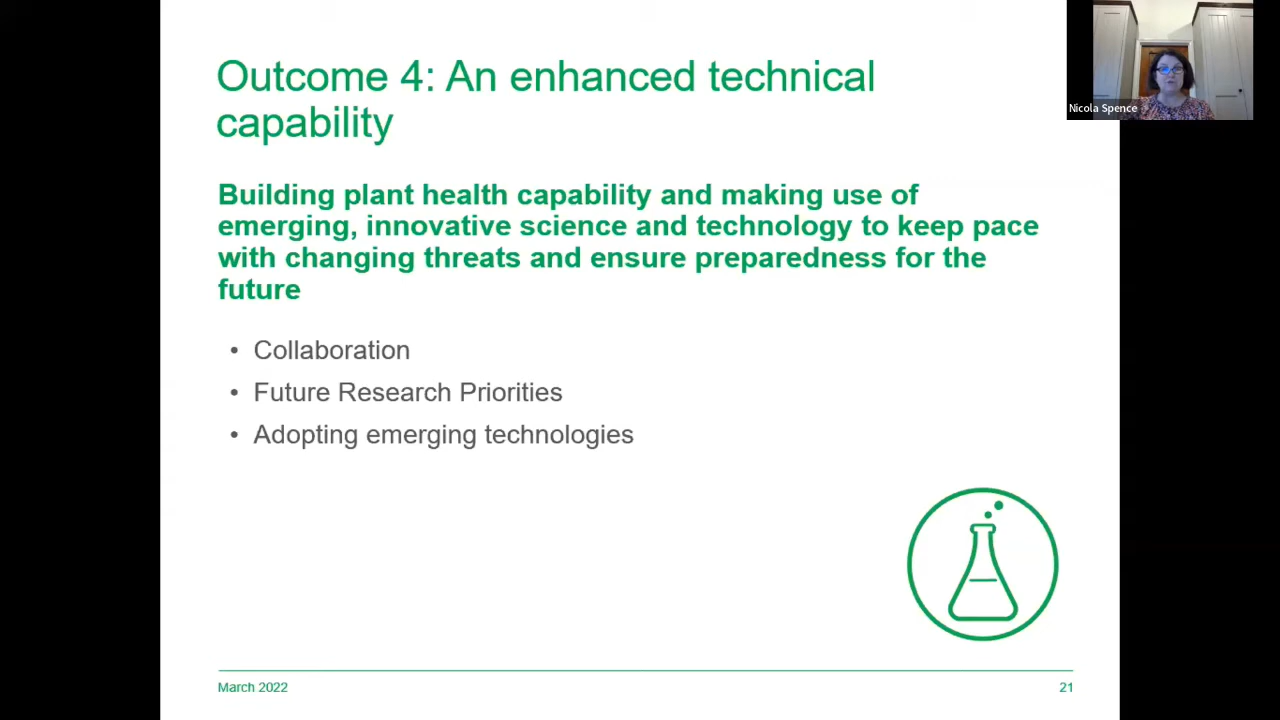 Outcome 4: An enhanced technical
capability
Nicola Spence
Building plant health capability and making use of
emerging, innovative science and technology to keep pace
with changing threats and ensure preparedness for the
future
• Collaboration
• Future Research Priorities
• Adopting emerging technologies
March 2022
21